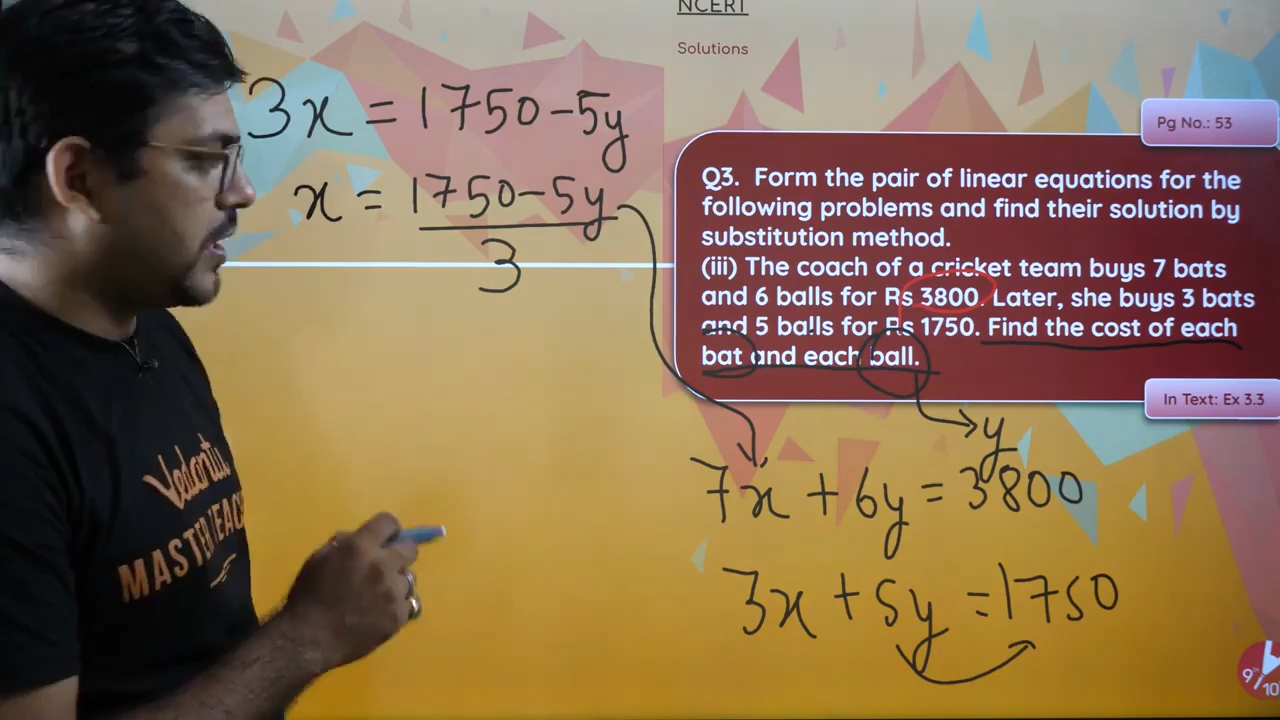 NCERT
Solutions
3x = 1750-5y
x = 1750-5y
3
Pg No.: 53
Q3. Form the pair of linear equations for the
following problems and find their solution by
substitution method.
(iii) The coach of a cricket team buys 7 bats
and 6 balls for Rs 3800. Later, she buys 3 bats
and 5 balls for Rs 1750. Find the cost of each
bat and each ball.
In Text: Ex 3.3
y
7x + 6y = 3800
3x + 5y = 1750
Vedantu
MASTER TEAC
9th/10th